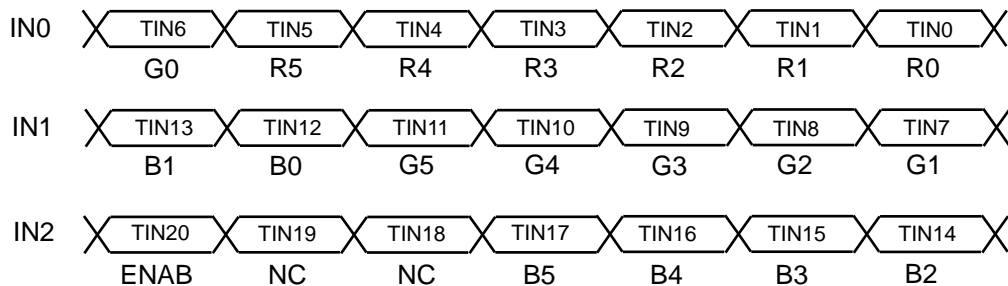 IN0 TIN6 TIN5 TIN4 TIN3 TIN2 TIN1 TIN0
G0 R5 R4 R3 R2 R1 R0
IN1 TIN13 TIN12 TIN11 TIN10 TIN9 TIN8 TIN7
B1 B0 G5 G4 G3 G2 G1
IN2 TIN20 TIN19 TIN18 TIN17 TIN16 TIN15 TIN14
ENAB NC NC B5 B4 B3 B2